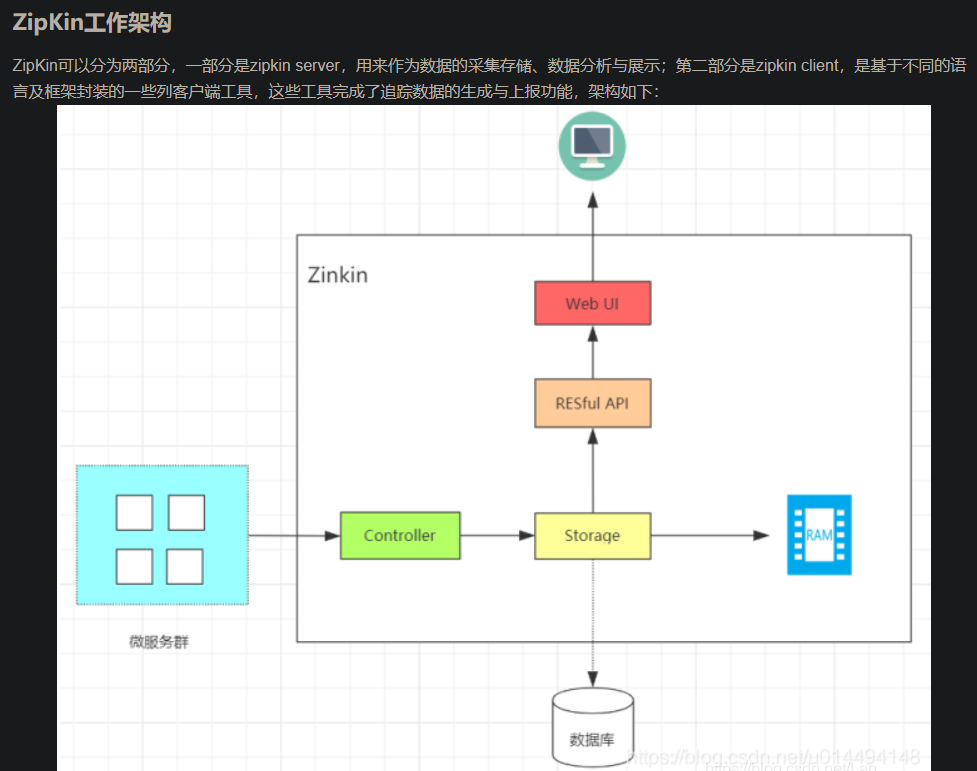 ZipKin工作架构
ZipKin可以分为两部分，一部分是zipkin server，用来作为数据的采集存储、数据分析与展示；第二部分是zipkin client，是基于不同的语
言及框架封装的一些列客户端工具，这些工具完成了追踪数据的生成与上报功能，架构如下：
Zinkin
Web UI
RESful API
Controller
Storage
RAM
微服务群
数据库
https://blog.csdn.net/u014494148